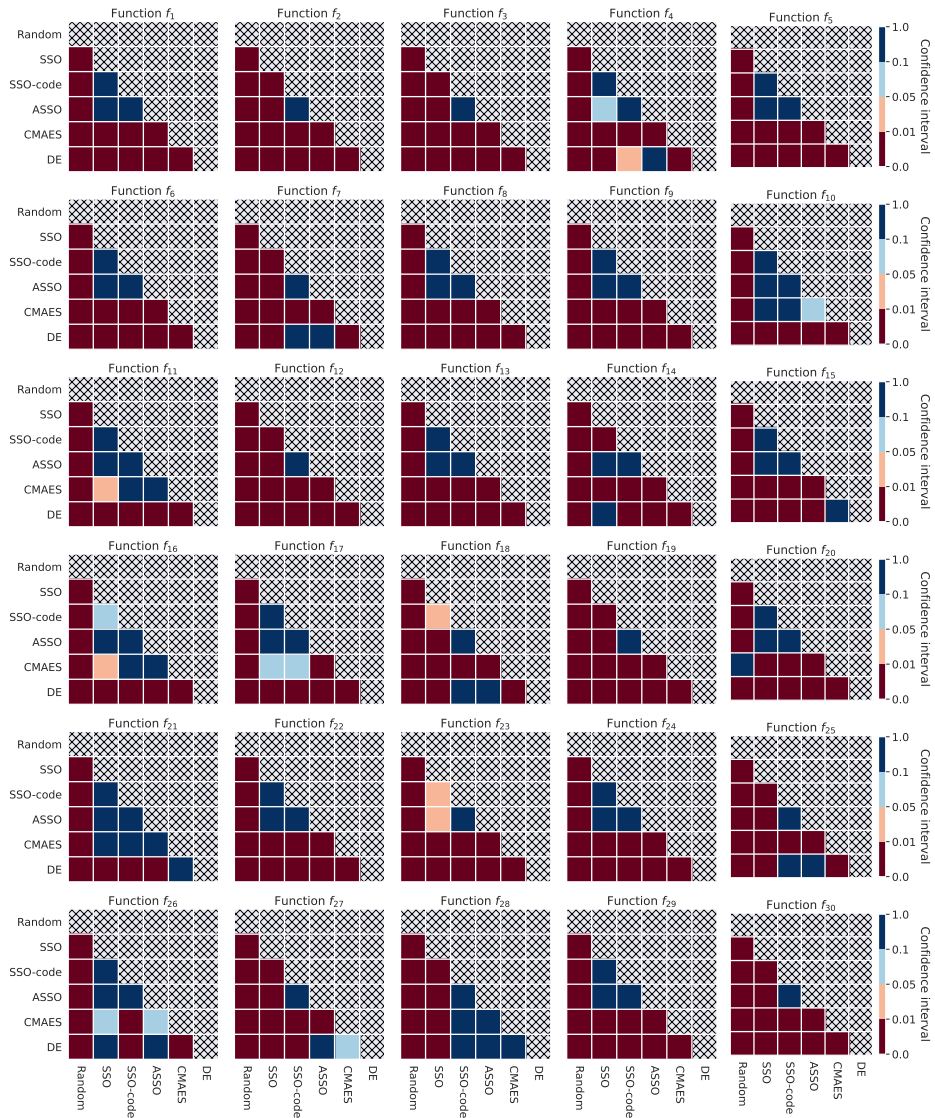 Function f1 Function f2 Function f3 Function f4 Function f5
Random
SSO
SSO-code
ASSO
CMAES
DE
1.0
0.1
0.05
0.01
0.0
Confidence interval
Function f6 Function f7 Function f8 Function f9 Function f10
Random
SSO
SSO-code
ASSO
CMAES
DE
1.0
0.1
0.05
0.01
0.0
Confidence interval
Function f11 Function f12 Function f13 Function f14 Function f15
Random
SSO
SSO-code
ASSO
CMAES
DE
1.0
0.1
0.05
0.01
0.0
Confidence interval
Function f16 Function f17 Function f18 Function f19 Function f20
Random
SSO
SSO-code
ASSO
CMAES
DE
1.0
0.1
0.05
0.01
0.0
Confidence interval
Function f21 Function f22 Function f23 Function f24 Function f25
Random
SSO
SSO-code
ASSO
CMAES
DE
1.0
0.1
0.05
0.01
0.0
Confidence interval
Function f26 Function f27 Function f28 Function f29 Function f30
Random
SSO
SSO-code
ASSO
CMAES
DE
1.0
0.1
0.05
0.01
0.0
Confidence interval
Random SSO SSO-code ASSO CMAES DE
Random SSO SSO-code ASSO CMAES DE
Random SSO SSO-code ASSO CMAES DE
Random SSO SSO-code ASSO CMAES DE
Random SSO SSO-code ASSO CMAES DE